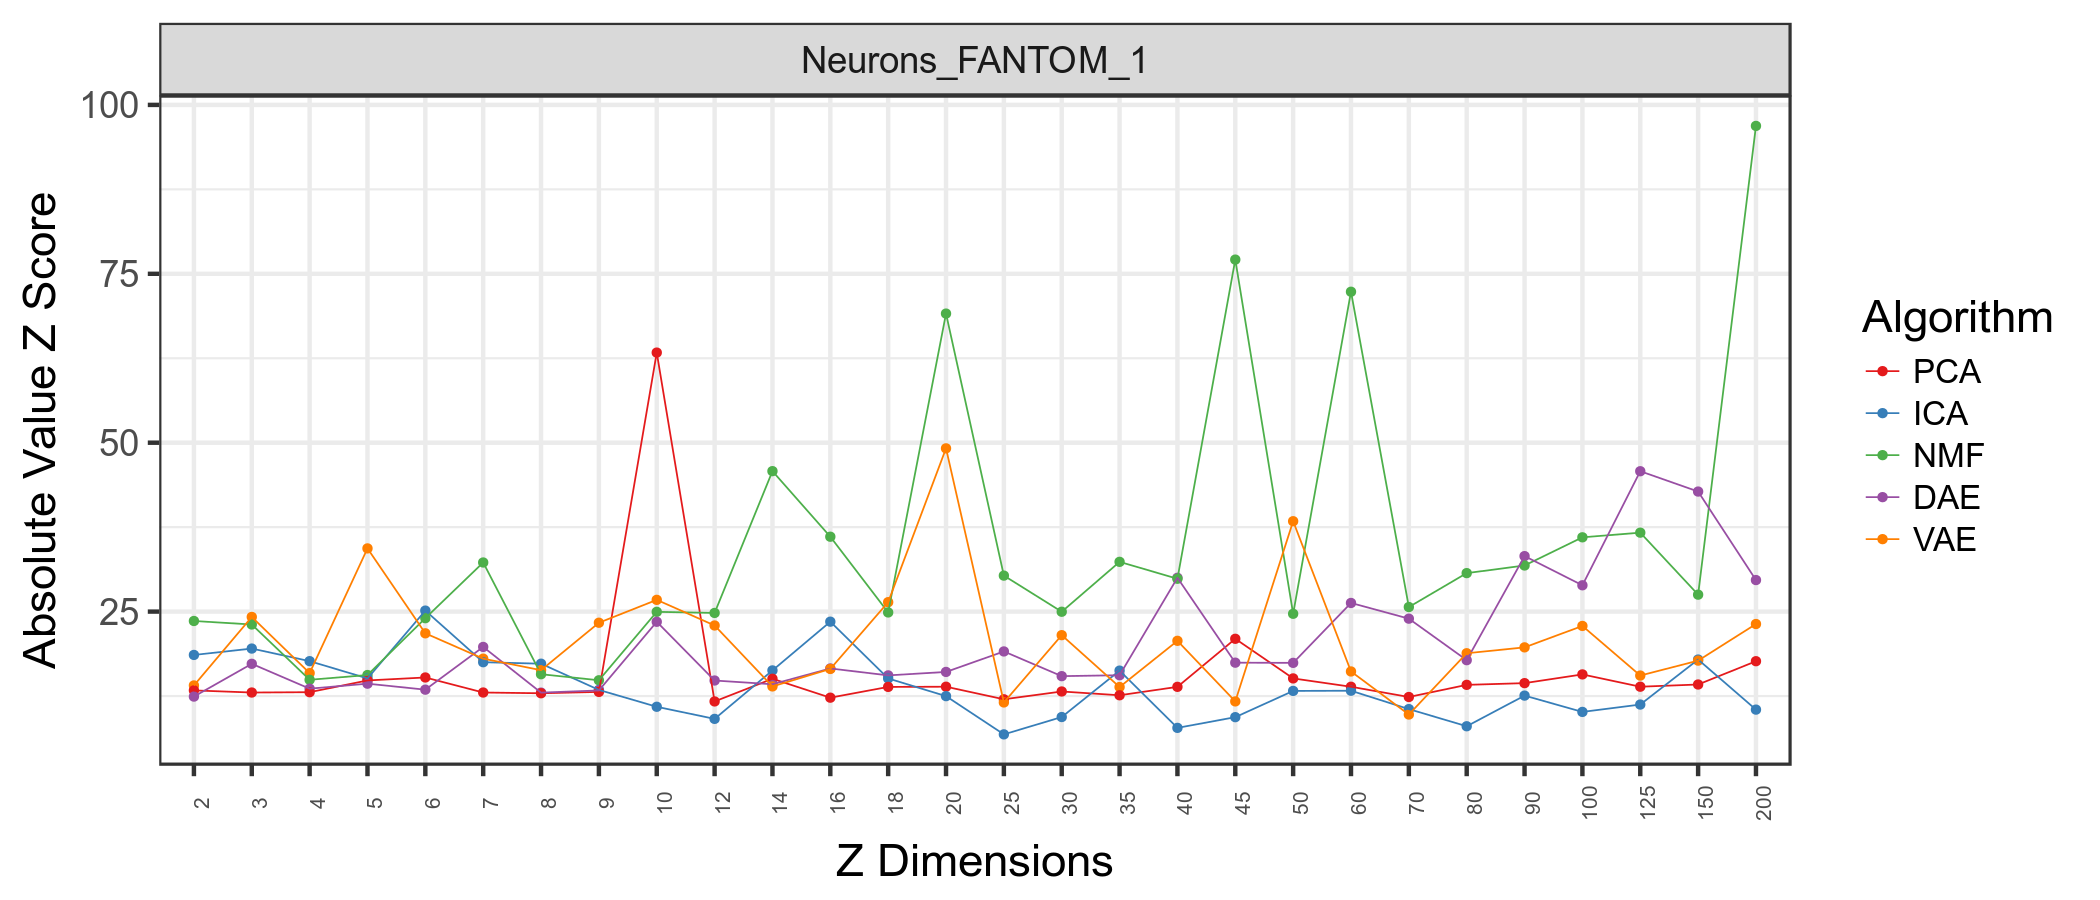 Neurons_FANTOM_1
Absolute Value Z Score
100
75
50
25
2 3 4 5 6 7 8 9 10 12 14 16 18 20 25 30 35 40 45 50 60 70 80 90 100 125 150 200
Z Dimensions
Algorithm
PCA
ICA
NMF
DAE
VAE